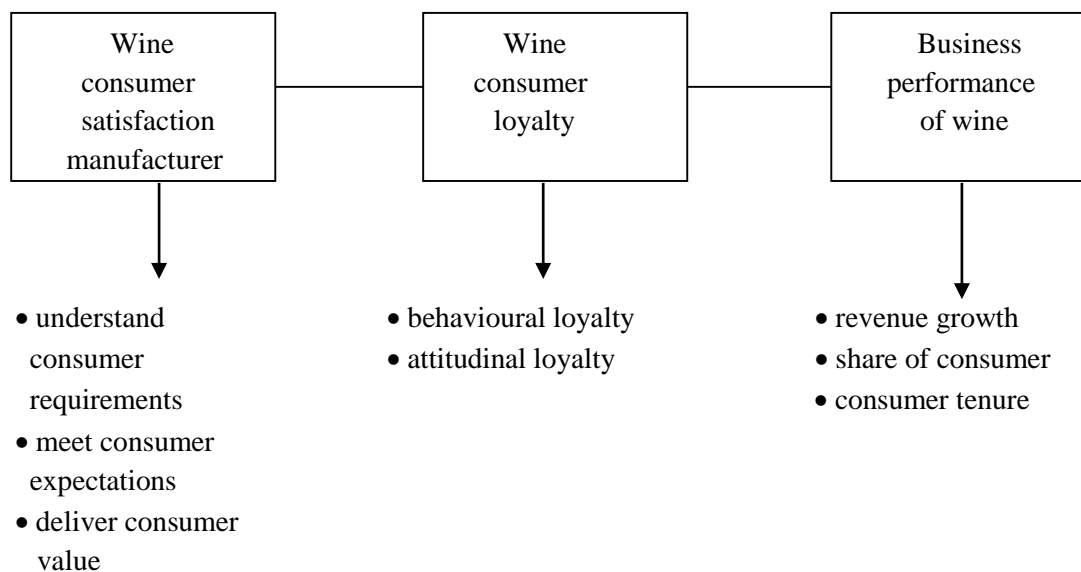 Wine
consumer
satisfaction
manufacturer
Wine
consumer
loyalty
Business
performance
of wine
• understand
consumer
requirements
• meet consumer
expectations
• deliver consumer
value
• behavioural loyalty
• attitudinal loyalty
• revenue growth
• share of consumer
• consumer tenure